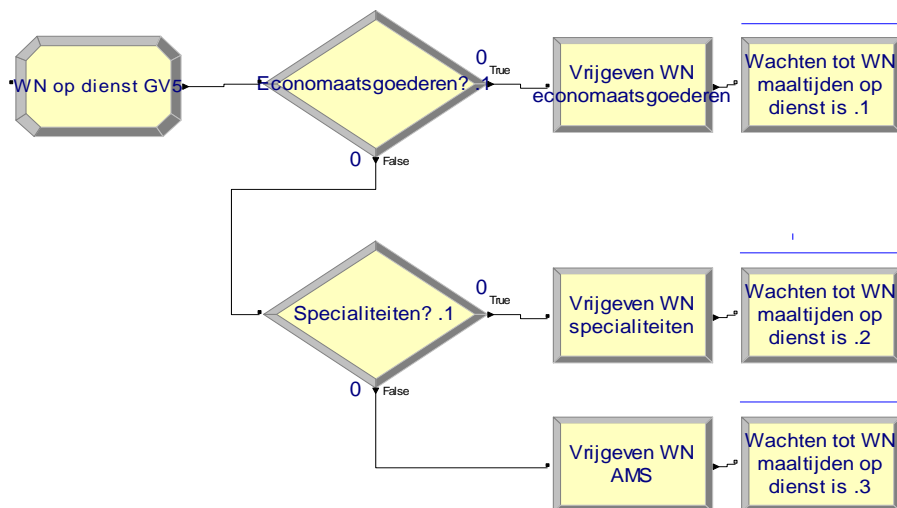 WN op dienst GV5
Economaatsgoederen? .1
0
True
0
False
Vrijgeven WN
economaatsgoederen
Wachten tot WN
maaltijden op
dienst is .1
Specialiteiten? .1
0
True
0
False
Vrijgeven WN
specialiteiten
Wachten tot WN
maaltijden op
dienst is .2
Vrijgeven WN
AMS
Wachten tot WN
maaltijden op
dienst is .3